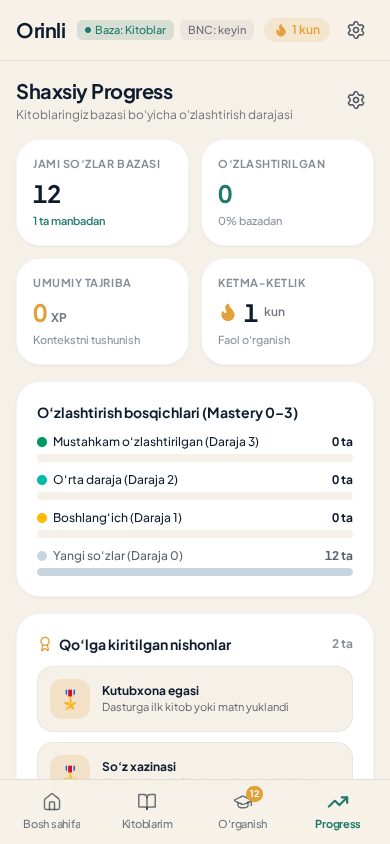 Orinli
Baza: Kitoblar
BNC: keyin
1 kun
Shaxsiy Progress
Kitoblaringiz bazasi bo'yicha o'zlashtirish darajasi
JAMI SO'ZLAR BAZASI
12
1 ta manbadan
O'ZLASHTIRILGAN
0
0% bazadan
UMUMIY TAJRIBA
0 XP
Kontekstni tushunish
KETMA-KETLIK
1 kun
Faol o'rganish
O'zlashtirish bosqichlari (Mastery 0–3)
Mustahkam o'zlashtirilgan (Daraja 3) 0 ta
O'rta daraja (Daraja 2) 0 ta
Boshlang'ich (Daraja 1) 0 ta
Yangi so'zlar (Daraja 0) 12 ta
Qo'lga kiritilgan nishonlar 2 ta
Kutubxona egasi
Dasturga ilk kitob yoki matn yuklandi
So'z xazinasi
12
Bosh sahifa
Kitoblarim
O'rganish
Progress